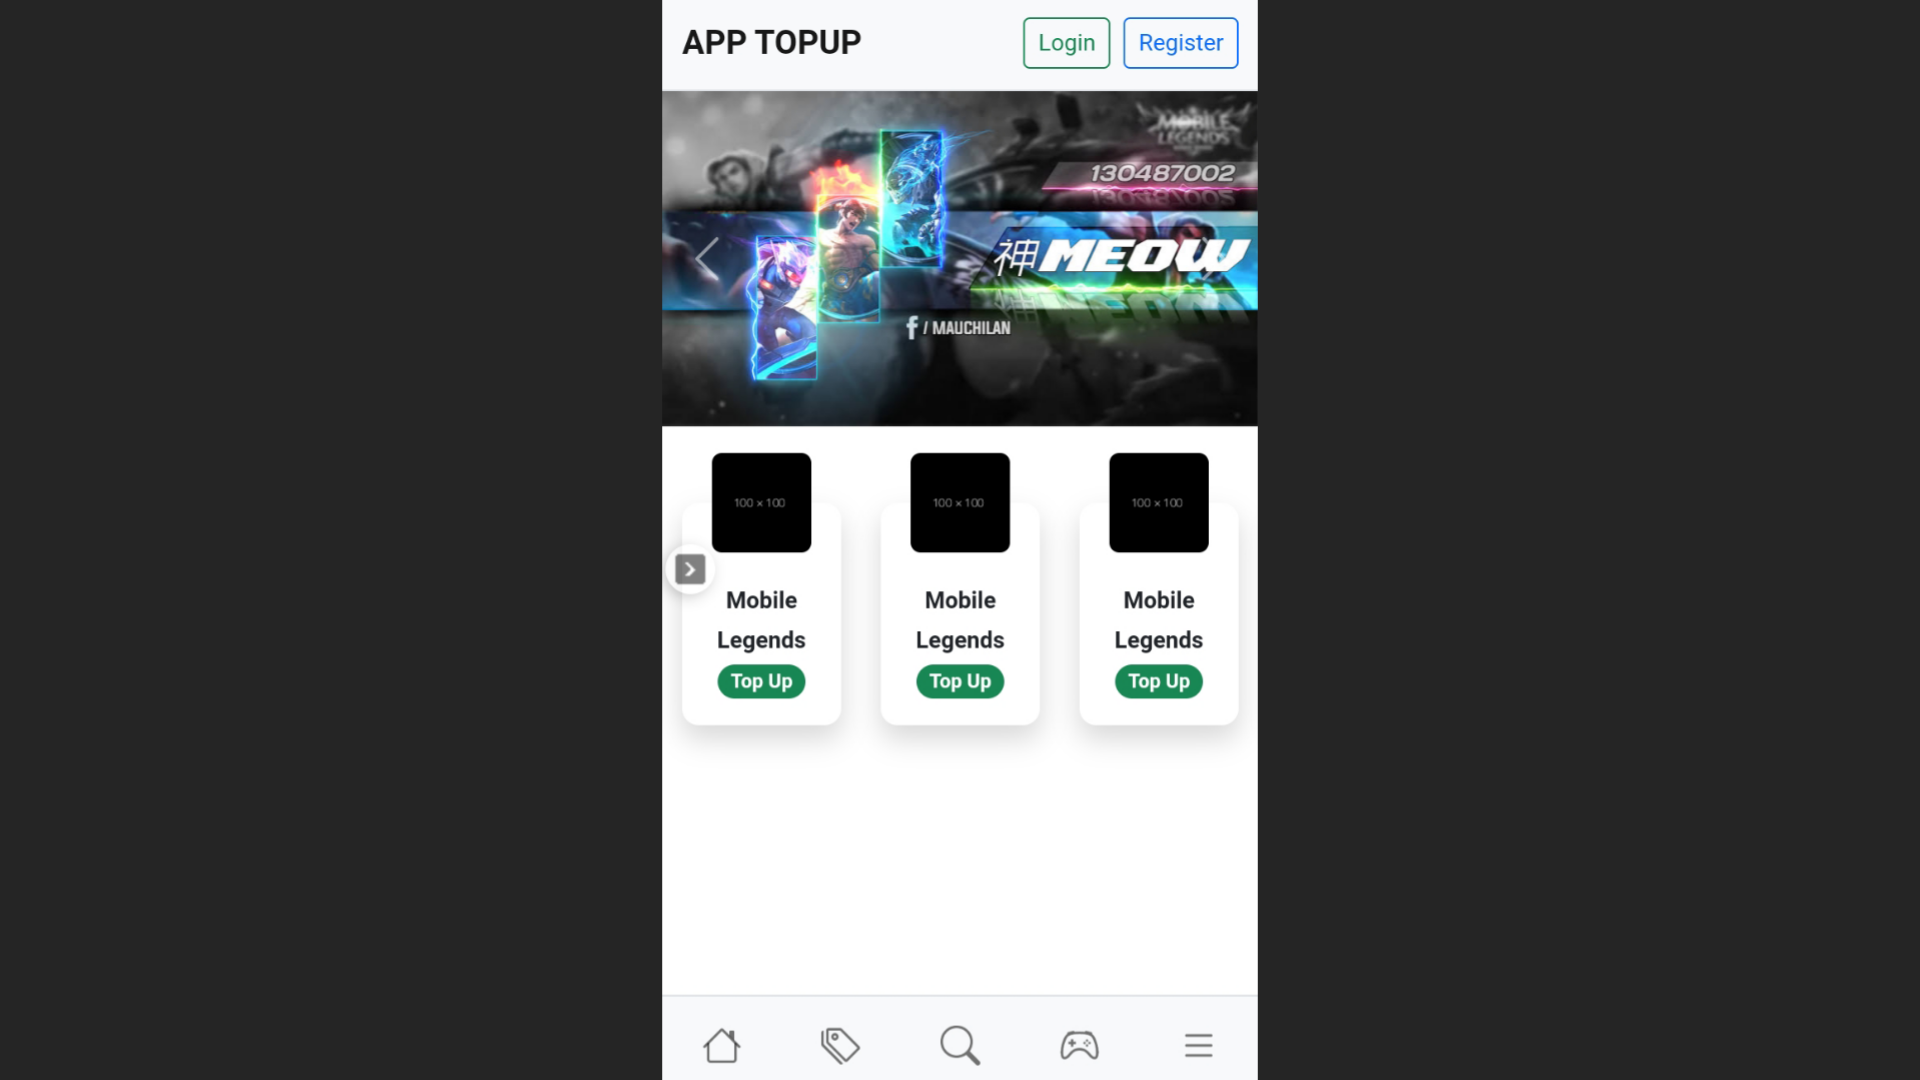 APP TOPUP
Login
Register
MOBILE
LEGENDS
130487002
神MEOW
f / MAUCHILAN
100 × 100
100 × 100
100 × 100
Mobile
Legends
Top Up
Mobile
Legends
Top Up
Mobile
Legends
Top Up